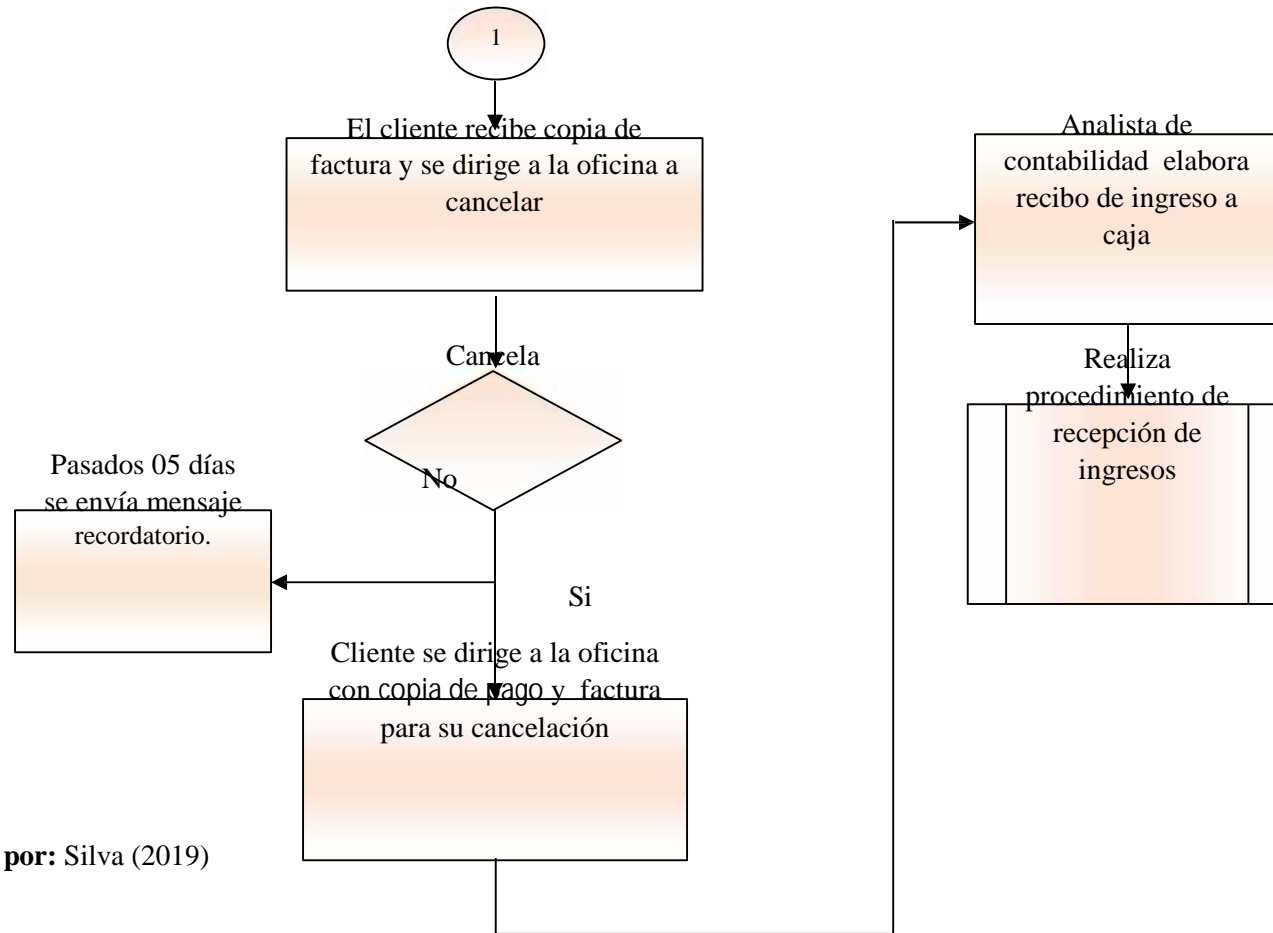 1
El cliente recibe copia de
factura y se dirige a la oficina a
cancelar
Cancela
No
Pasados 05 días
se envía mensaje
recordatorio.
Si
Cliente se dirige a la oficina
con copia de pago y factura
para su cancelación
Analista de
contabilidad elabora
recibo de ingreso a
caja
Realiza
procedimiento de
recepción de
ingresos
por: Silva (2019)